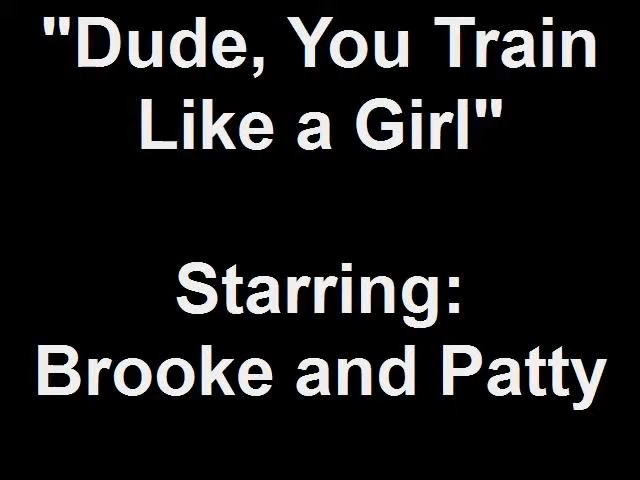 "Dude, You Train
Like a Girl"
Starring:
Brooke and Patty